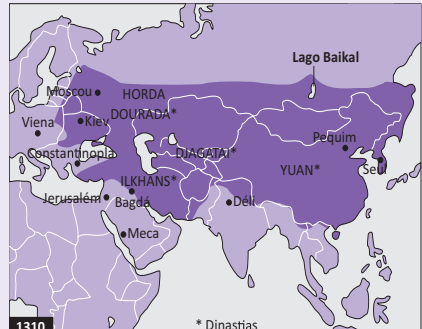 Lago Baikal
Moscou
HORDA
DOURADA*
Viena
Kiev
Pequim
Constantinopla
DJAGATAI*
YUAN*
Seul
Jerusalém
ILKHANS*
Bagdá
Déli
Meca
1310
* Dinastias